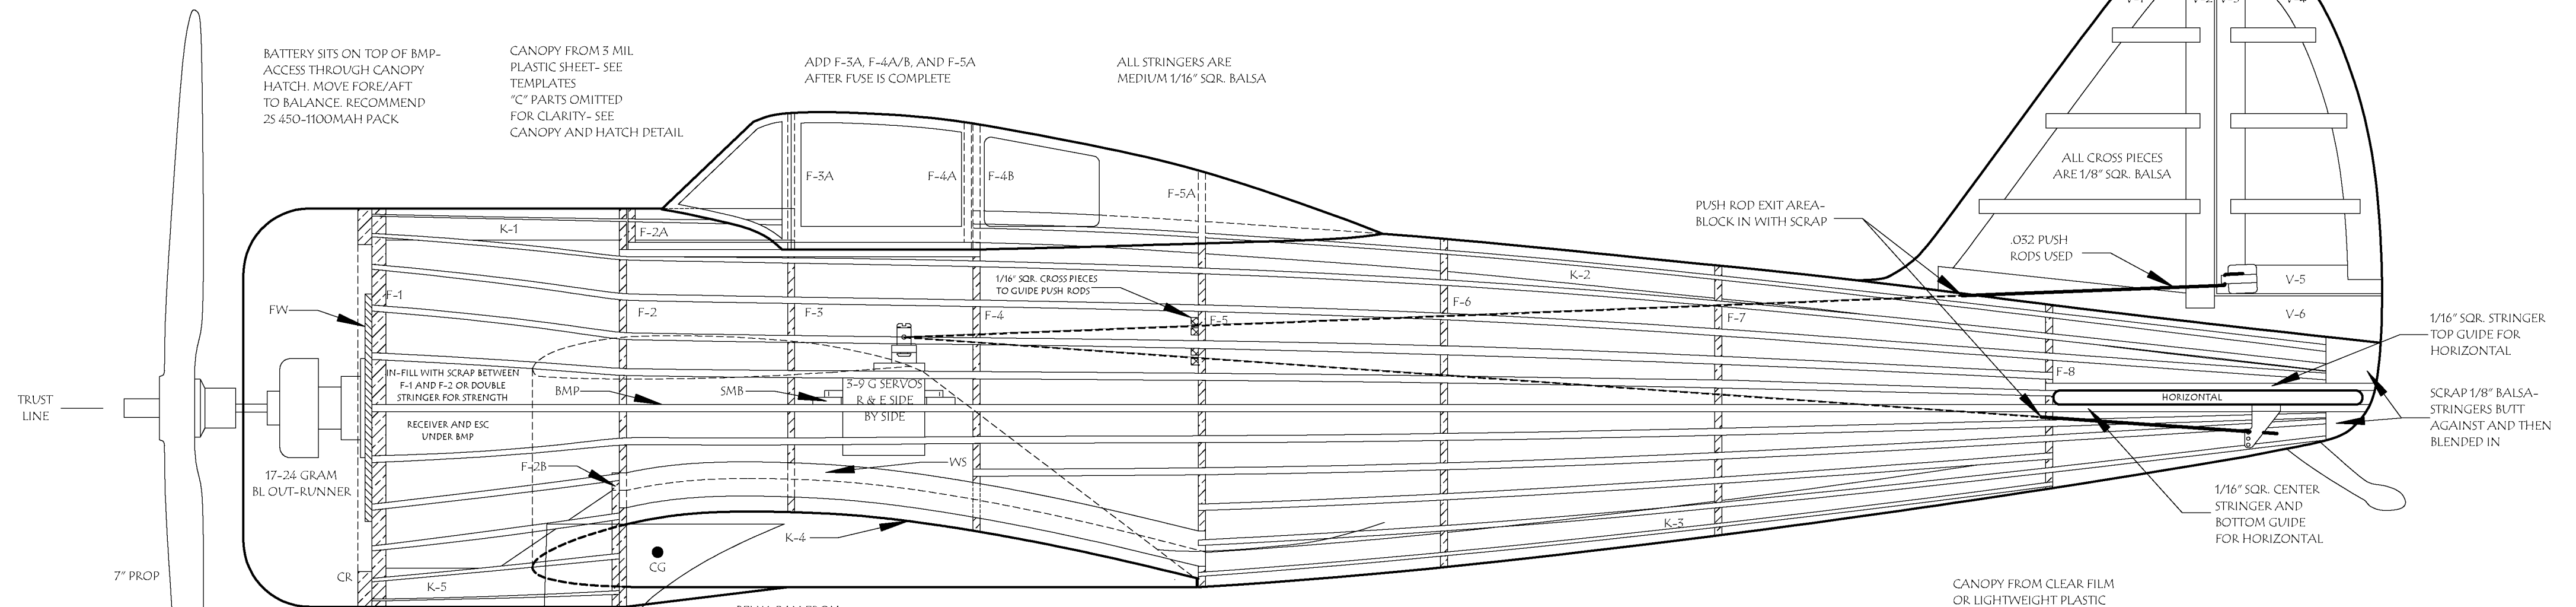 BATTERY SITS ON TOP OF BMP-
ACCESS THROUGH CANOPY
HATCH. MOVE FORE/AFT
TO BALANCE. RECOMMEND
2S 450-1100MAH PACK
CANOPY FROM 3 MIL
PLASTIC SHEET- SEE
TEMPLATES
"C" PARTS OMITTED
FOR CLARITY- SEE
CANOPY AND HATCH DETAIL
ADD F-3A, F-4A/B, AND F-5A
AFTER FUSE IS COMPLETE
ALL STRINGERS ARE
MEDIUM 1/16" SQR. BALSA
ALL CROSS PIECES
ARE 1/8" SQR. BALSA
F-3A
F-4A
F-4B
F-5A
PUSH ROD EXIT AREA-
BLOCK IN WITH SCRAP
K-1
F-2A
.032 PUSH
RODS USED
1/16" SQR. CROSS PIECES
TO GUIDE PUSH RODS
K-2
V-5
F-1
FW
F-2
F-3
F-4
F-5
F-6
F-7
V-6
1/16" SQR. STRINGER
TOP GUIDE FOR
HORIZONTAL
IN-FILL WITH SCRAP BETWEEN
F-1 AND F-2 OR DOUBLE
STRINGER FOR STRENGTH
BMP
SMB
3-9 G SERVOS
R & E SIDE
BY SIDE
F-8
HORIZONTAL
TRUST
LINE
SCRAP 1/8" BALSA-
STRINGERS BUTT
AGAINST AND THEN
BLENDED IN
RECEIVER AND ESC
UNDER BMP
17-24 GRAM
BL OUT-RUNNER
F-2B
WS
1/16" SQR. CENTER
STRINGER AND
BOTTOM GUIDE
FOR HORIZONTAL
K-4
K-3
CG
7" PROP
CR
K-5
CANOPY FROM CLEAR FILM
OR LIGHTWEIGHT PLASTIC